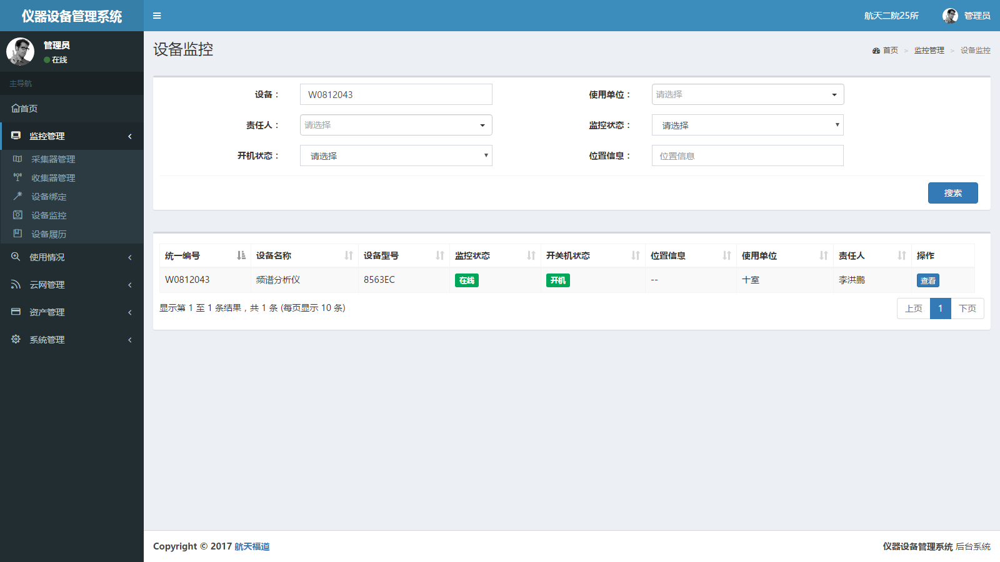 仪器设备管理系统
航天二院25所
管理员
管理员
在线
主导航
首页
监控管理
采集器管理
收集器管理
设备绑定
设备监控
设备履历
使用情况
云网管理
资产管理
系统管理
设备监控
首页 > 监控管理 > 设备监控
设备： W0812043 使用单位： 请选择
责任人： 请选择 监控状态： 请选择
开机状态： 请选择 位置信息： 位置信息
搜索
统一编号 设备名称 设备型号 监控状态 开关机状态 位置信息 使用单位 责任人 操作
W0812043 频谱分析仪 8563EC 在线 开机 -- 十室 李洪鹏 查看
显示第 1 至 1 条结果，共 1 条 (每页显示 10 条)
上页 1 下页
Copyright © 2017 航天福道
仪器设备管理系统 后台系统